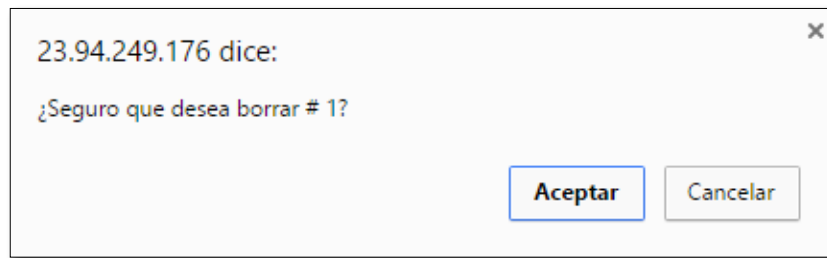 23.94.249.176 dice:
¿Seguro que desea borrar # 1?
Aceptar Cancelar